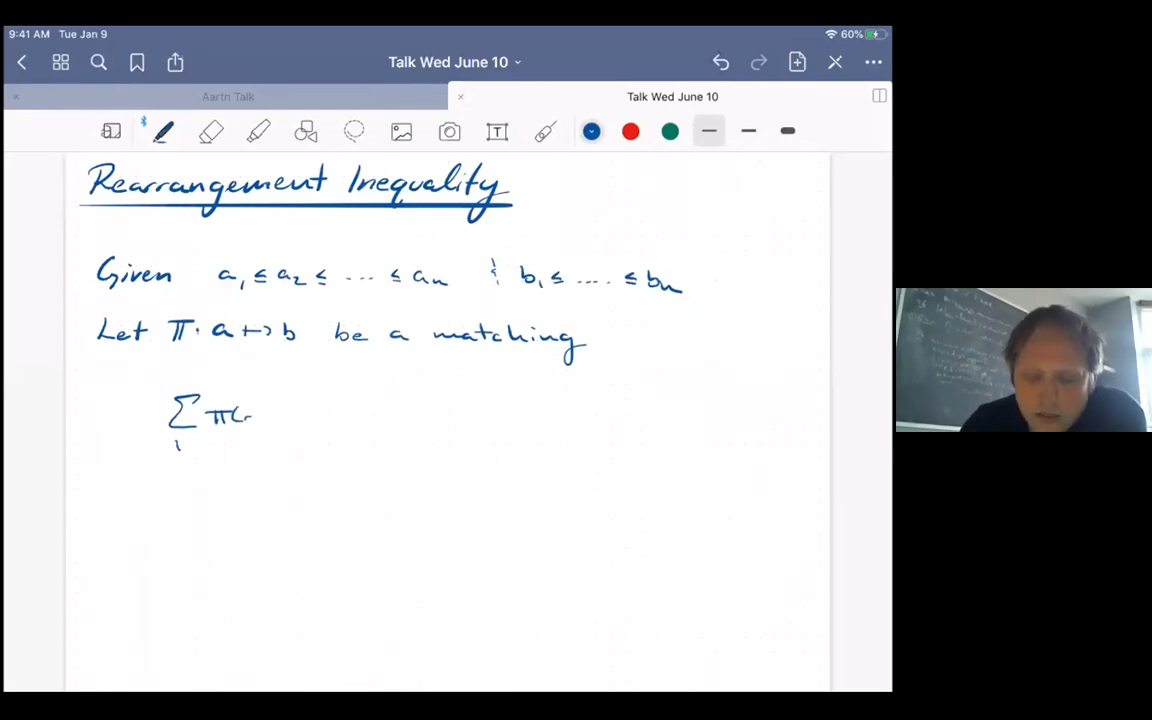 9:41 AM Tue Jan 9
60%
Talk Wed June 10
Aartn Talk
Talk Wed June 10
Rearrangement Inequality
Given a₁ ≤ a₂ ≤ ---- ≤ aₙ & b₁ ≤ .... ≤ bₙ
Let π: a ↔ b be a matching
∑ π(